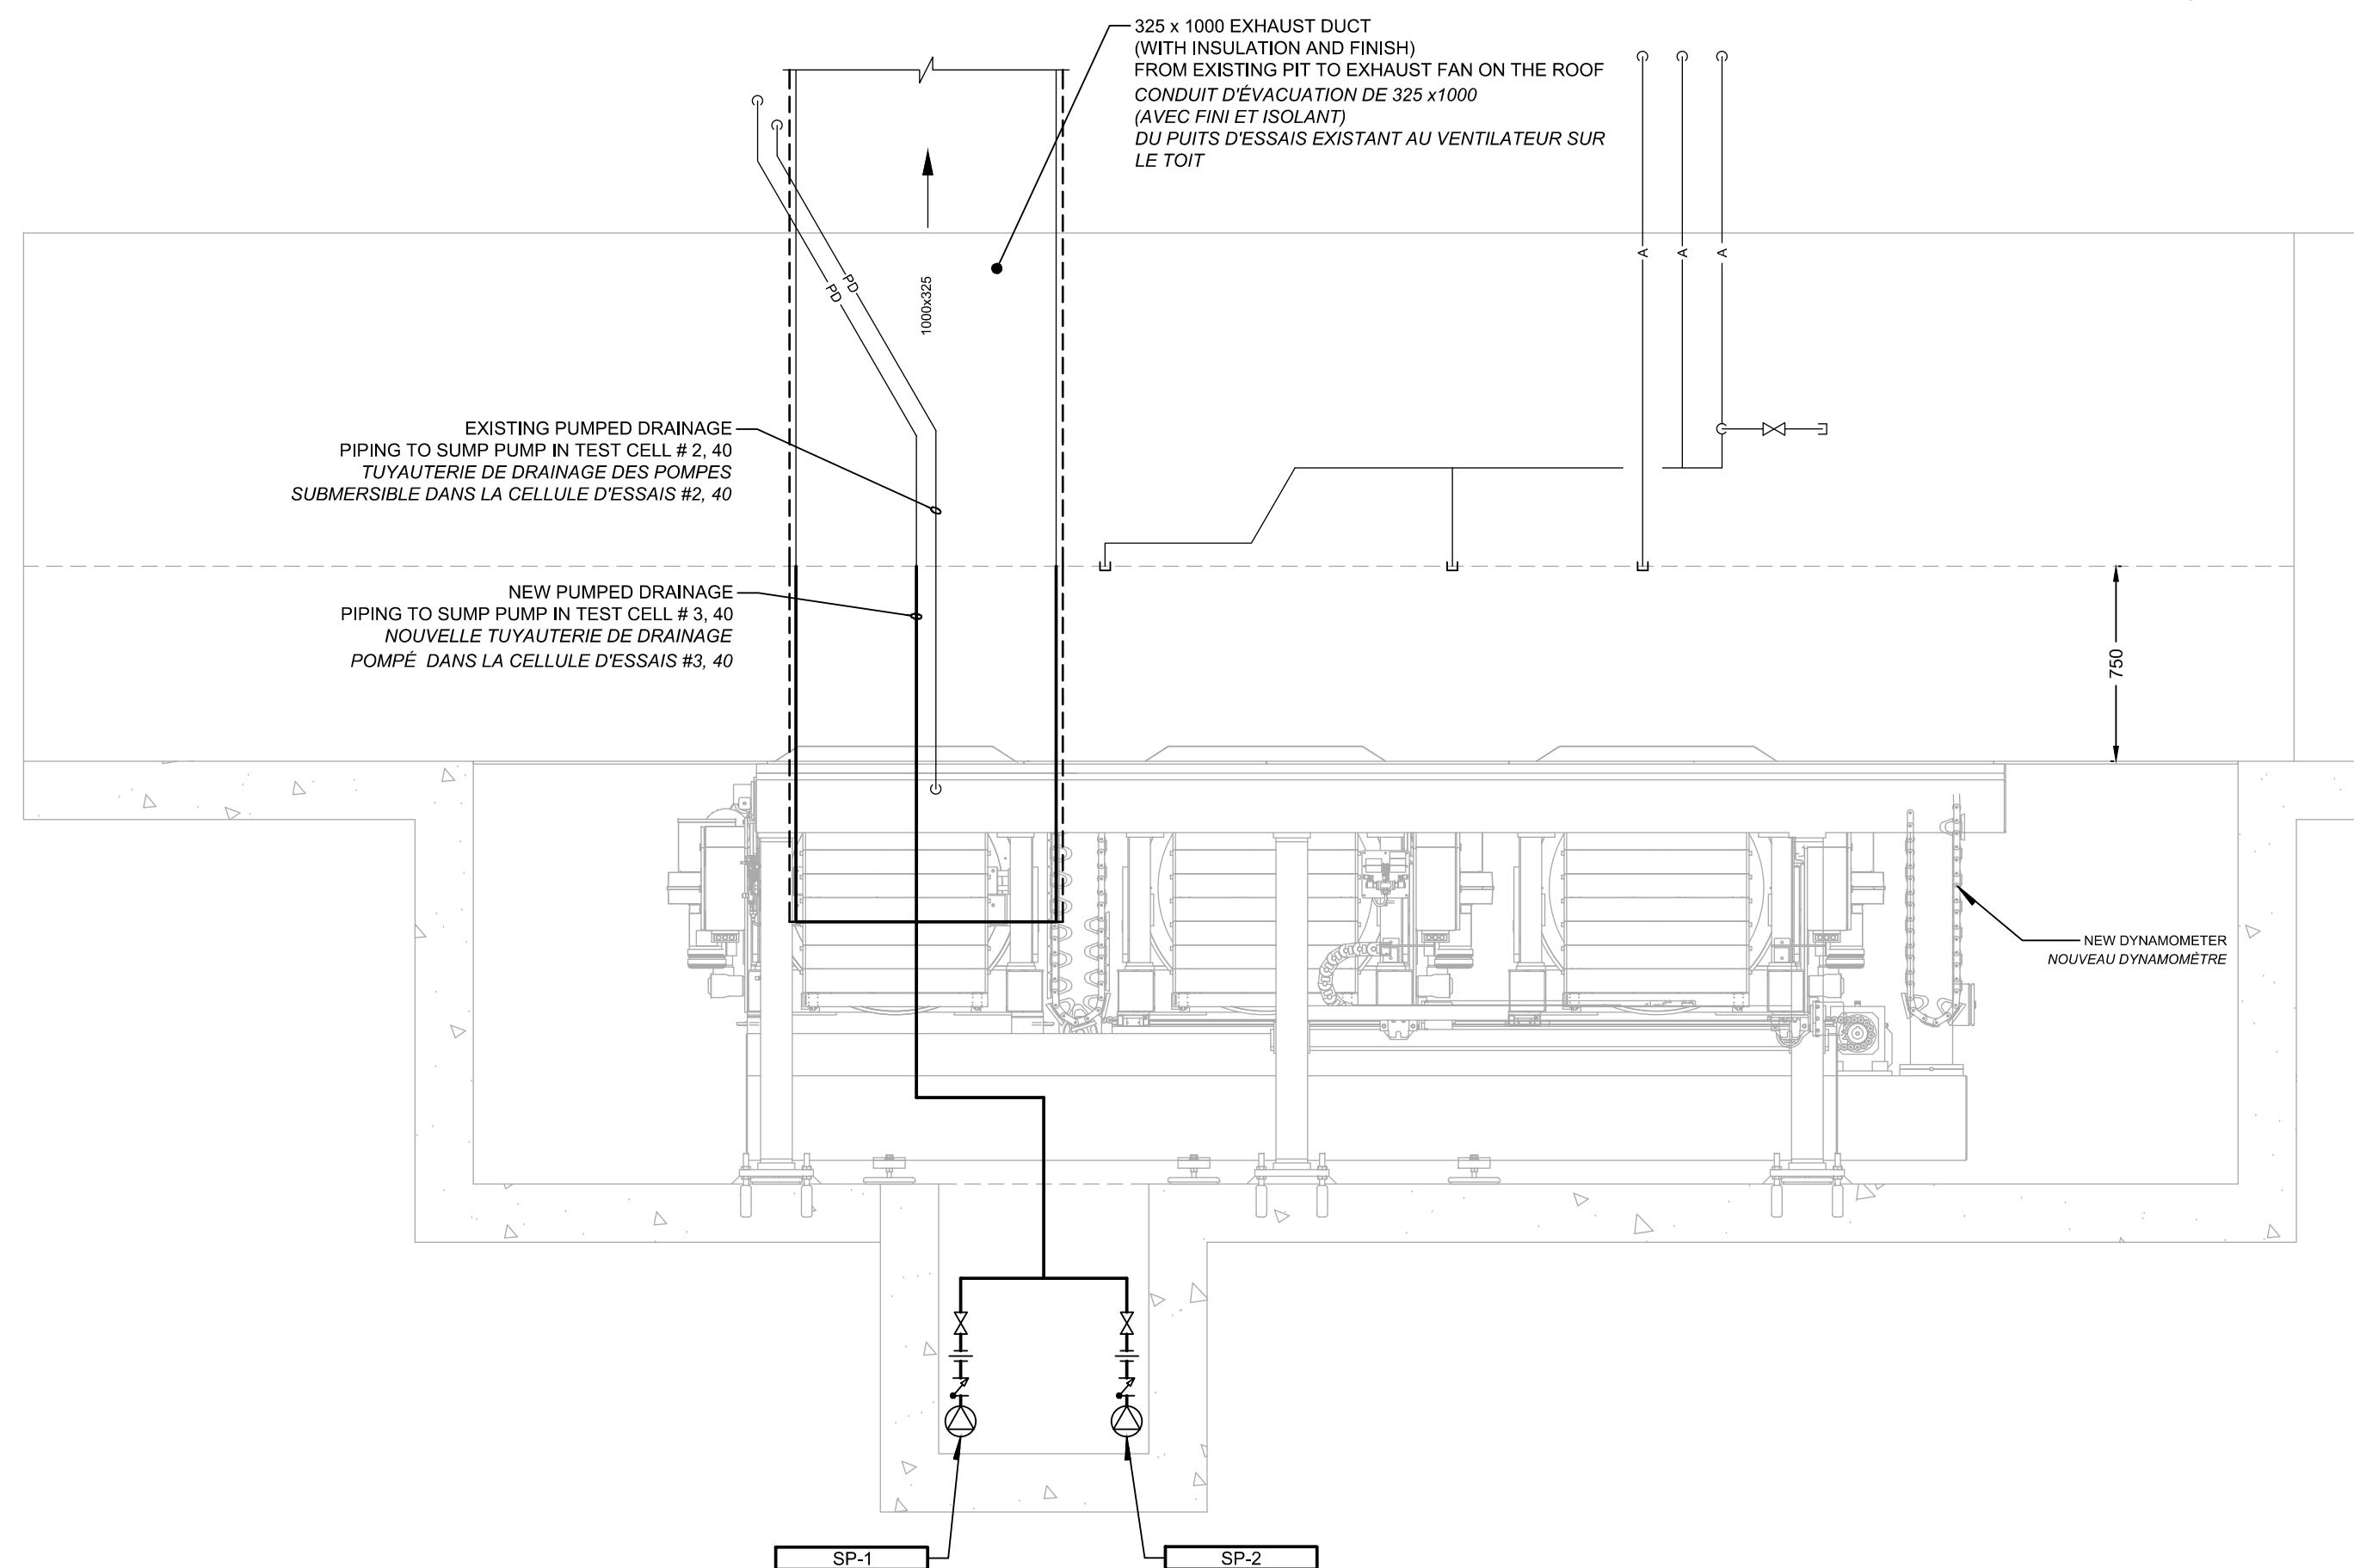 325 x 1000 EXHAUST DUCT
(WITH INSULATION AND FINISH)
FROM EXISTING PIT TO EXHAUST FAN ON THE ROOF
CONDUIT D'ÉVACUATION DE 325 x1000
(AVEC FINI ET ISOLANT)
DU PUITS D'ESSAIS EXISTANT AU VENTILATEUR SUR
LE TOIT
A
A
A
PD
PD
1000x325
EXISTING PUMPED DRAINAGE
PIPING TO SUMP PUMP IN TEST CELL # 2, 40
TUYAUTERIE DE DRAINAGE DES POMPES
SUBMERSIBLE DANS LA CELLULE D'ESSAIS #2, 40
NEW PUMPED DRAINAGE
PIPING TO SUMP PUMP IN TEST CELL # 3, 40
NOUVELLE TUYAUTERIE DE DRAINAGE
POMPÉ DANS LA CELLULE D'ESSAIS #3, 40
750
NEW DYNAMOMETER
NOUVEAU DYNAMOMÈTRE
SP-1
SP-2